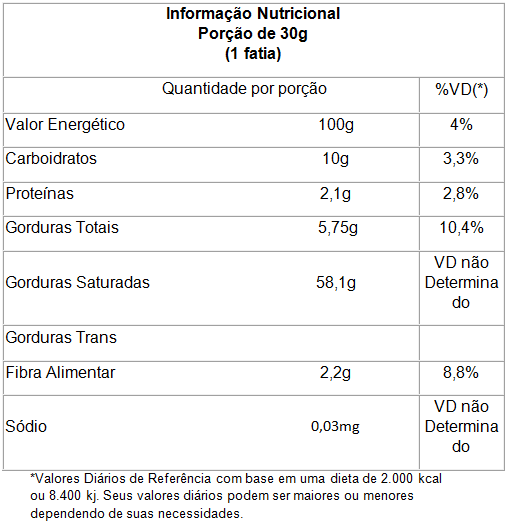 Informação Nutricional
Porção de 30g
(1 fatia)
Quantidade por porção %VD(*)
Valor Energético 100g 4%
Carboidratos 10g 3,3%
Proteínas 2,1g 2,8%
Gorduras Totais 5,75g 10,4%
Gorduras Saturadas 58,1g VD não
Determina
do
Gorduras Trans
Fibra Alimentar 2,2g 8,8%
Sódio 0,03mg VD não
Determina
do
*Valores Diários de Referência com base em uma dieta de 2.000 kcal
ou 8.400 kj. Seus valores diários podem ser maiores ou menores
dependendo de suas necessidades.